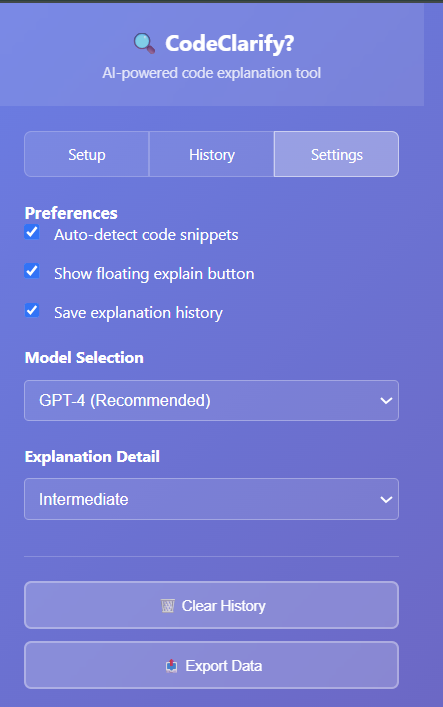 CodeClarify?
AI-powered code explanation tool
Setup History Settings
Preferences
Auto-detect code snippets
Show floating explain button
Save explanation history
Model Selection
GPT-4 (Recommended)
Explanation Detail
Intermediate
Clear History
Export Data